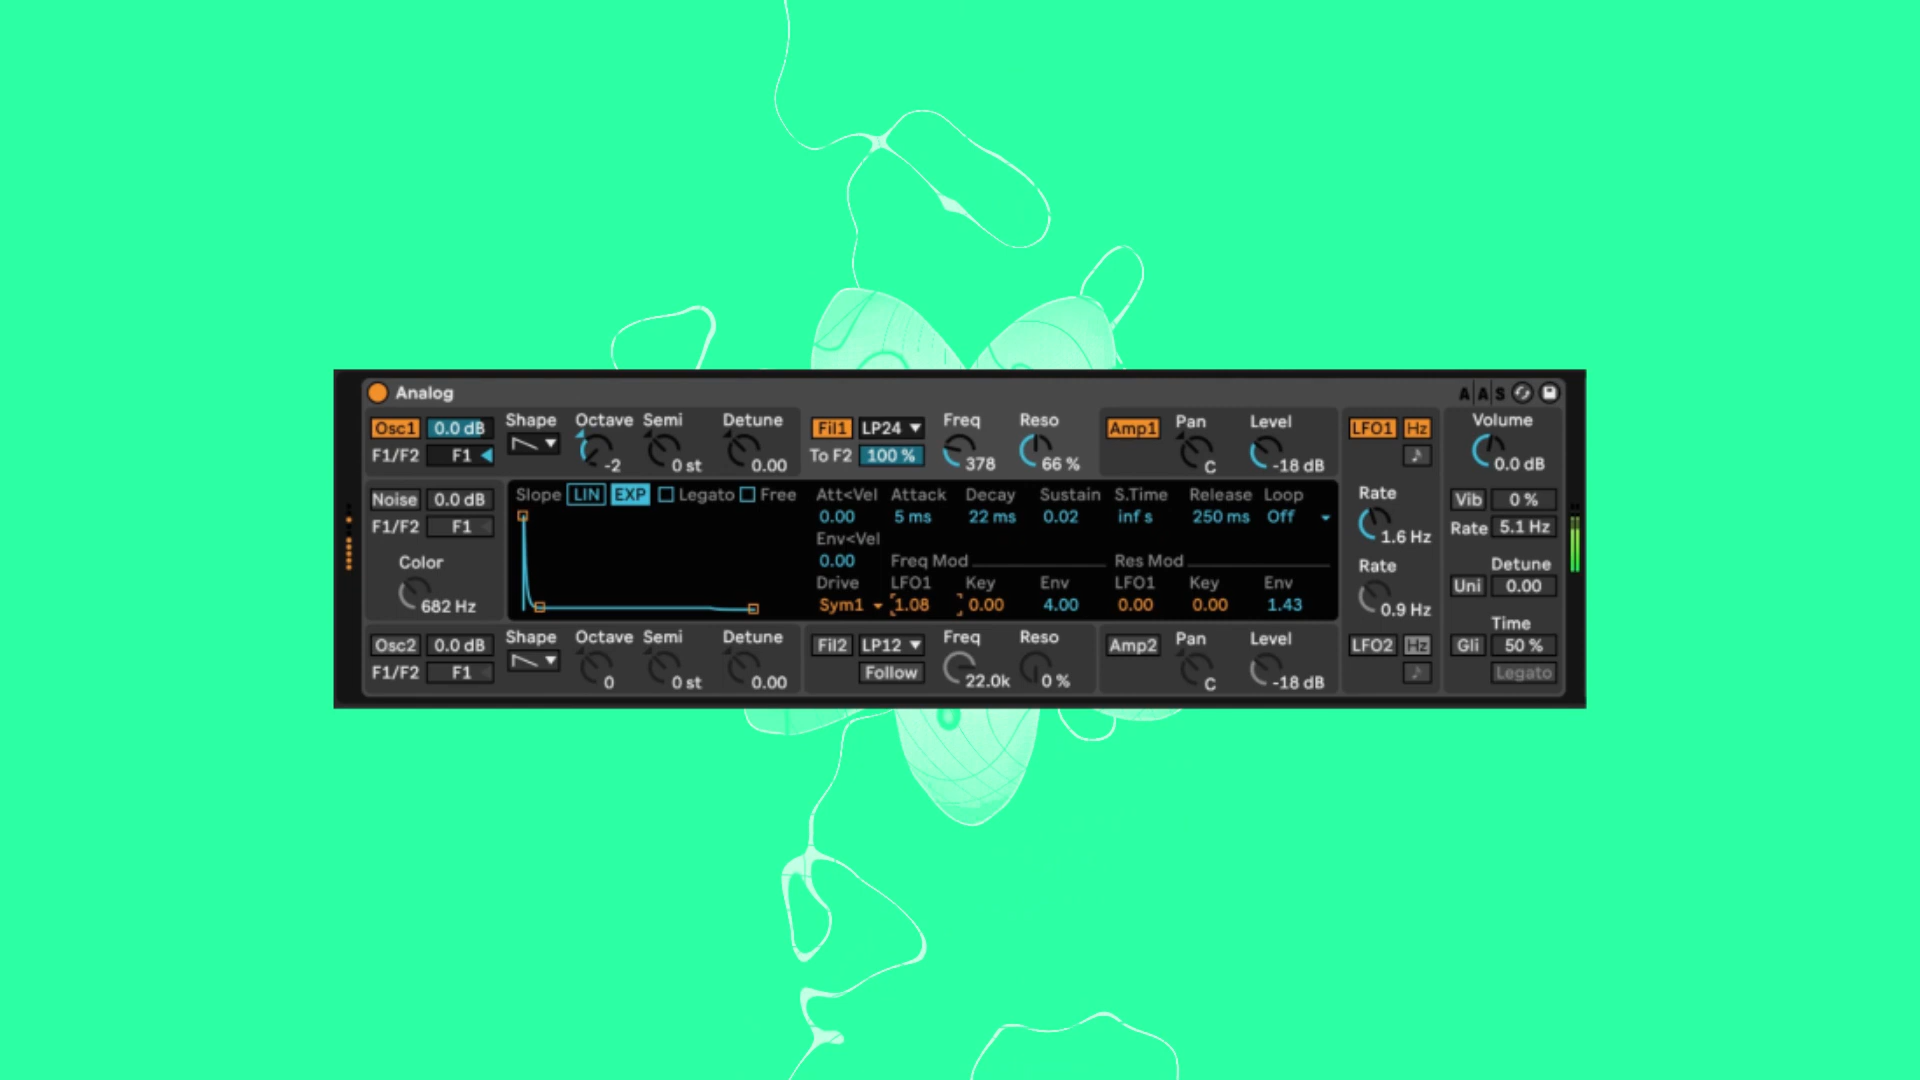 Analog
A A S
Osc1 0.0 dB
F1/F2 F1
Shape Octave Semi Detune
-2 0 st 0.00
Fil1 LP24 Freq Reso
To F2 100 % 378 66 %
Amp1 Pan Level
C -18 dB
LFO1 Hz
Volume
0.0 dB
Noise 0.0 dB
F1/F2 F1
Color
682 Hz
Slope LIN EXP Legato Free
Att<Vel Attack Decay Sustain S.Time Release Loop
0.00 5 ms 22 ms 0.02 inf s 250 ms Off
Env<Vel
0.00 Freq Mod Res Mod
Drive LFO1 Key Env LFO1 Key Env
Sym1 1.08 0.00 4.00 0.00 0.00 1.43
Rate
1.6 Hz
Rate
0.9 Hz
Vib 0 %
Rate 5.1 Hz
Detune
Uni 0.00
Time
Gli 50 %
Legato
Osc2 0.0 dB
F1/F2 F1
Shape Octave Semi Detune
0 0 st 0.00
Fil2 LP12 Freq Reso
Follow 22.0k 0 %
Amp2 Pan Level
C -18 dB
LFO2 Hz